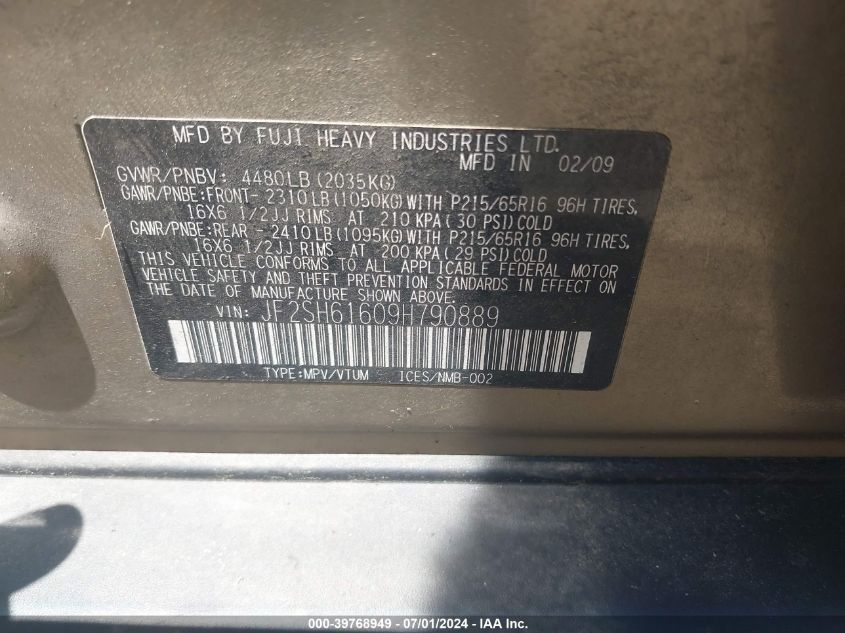 MFD BY FUJI HEAVY INDUSTRIES LTD.
MFD IN 02/09
GVWR/PNBV: 4480LB(2035KG)
GAWR/PNBE:FRONT- 2310LB(1050KG)WITH P215/65R16 96H TIRES,
16X6 1/2JJ RIMS AT 210 KPA(30 PSI)COLD
GAWR/PNBE:REAR - 2410LB(1095KG)WITH P215/65R16 96H TIRES,
16X6 1/2JJ RIMS AT 200 KPA(29 PSI)COLD
THIS VEHICLE CONFORMS TO ALL APPLICABLE FEDERAL MOTOR
VEHICLE SAFETY AND THEFT PREVENTION STANDARDS IN EFFECT ON
THE DATE OF MANUFACTURE SHOWN ABOVE.
VIN: JF2SH61609H790889
TYPE:MPV/VTUM ICES/NMB-002
000-39768949 - 07/01/2024 - IAA Inc.